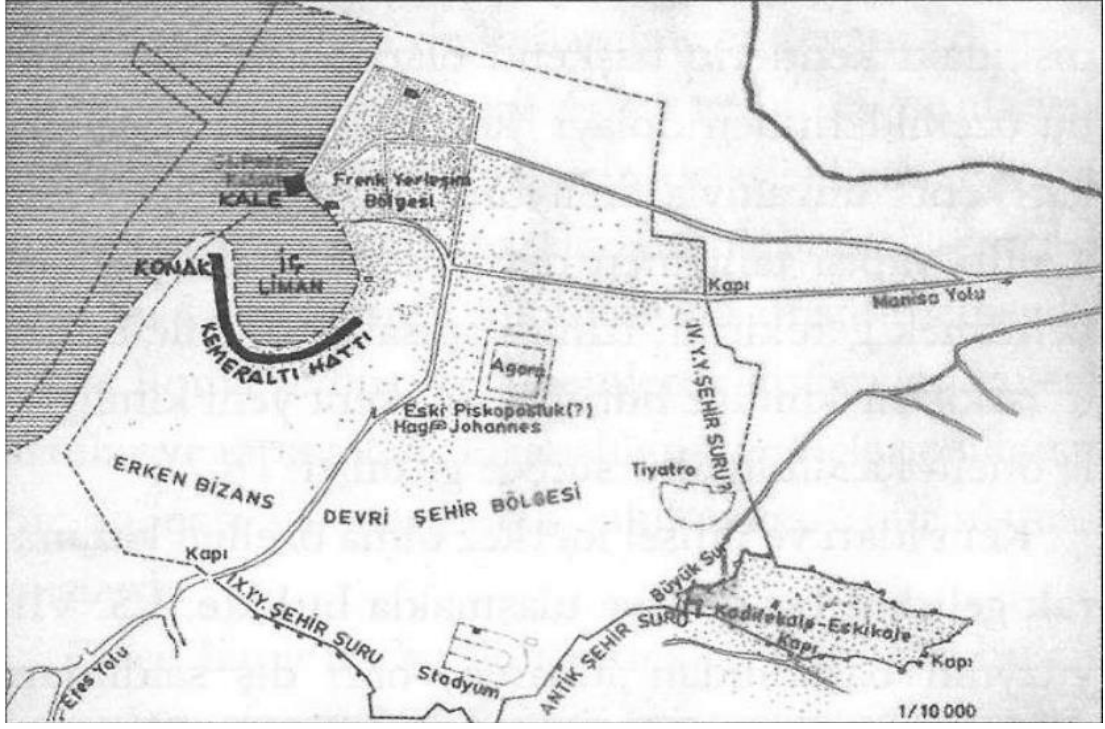 Frenk Yerleşim
Bölgesi
KALE
KONAK
İÇ
LİMAN
KEMERALTI HATTI
Kapı
Manisa Yolu
Agora
IV.YY. ŞEHİR SURU
Eski Piskoposluk(?)
Johannes
Tiyatro
ERKEN BİZANS
DEVRİ ŞEHİR BÖLGESİ
Kapı
IX.YY. ŞEHİR SURU
Büyük
Kadifekale-Eskikale
Kapı
Kapı
Stadyum
ANTİK ŞEHİR SURU
Efes Yolu
1/10 000